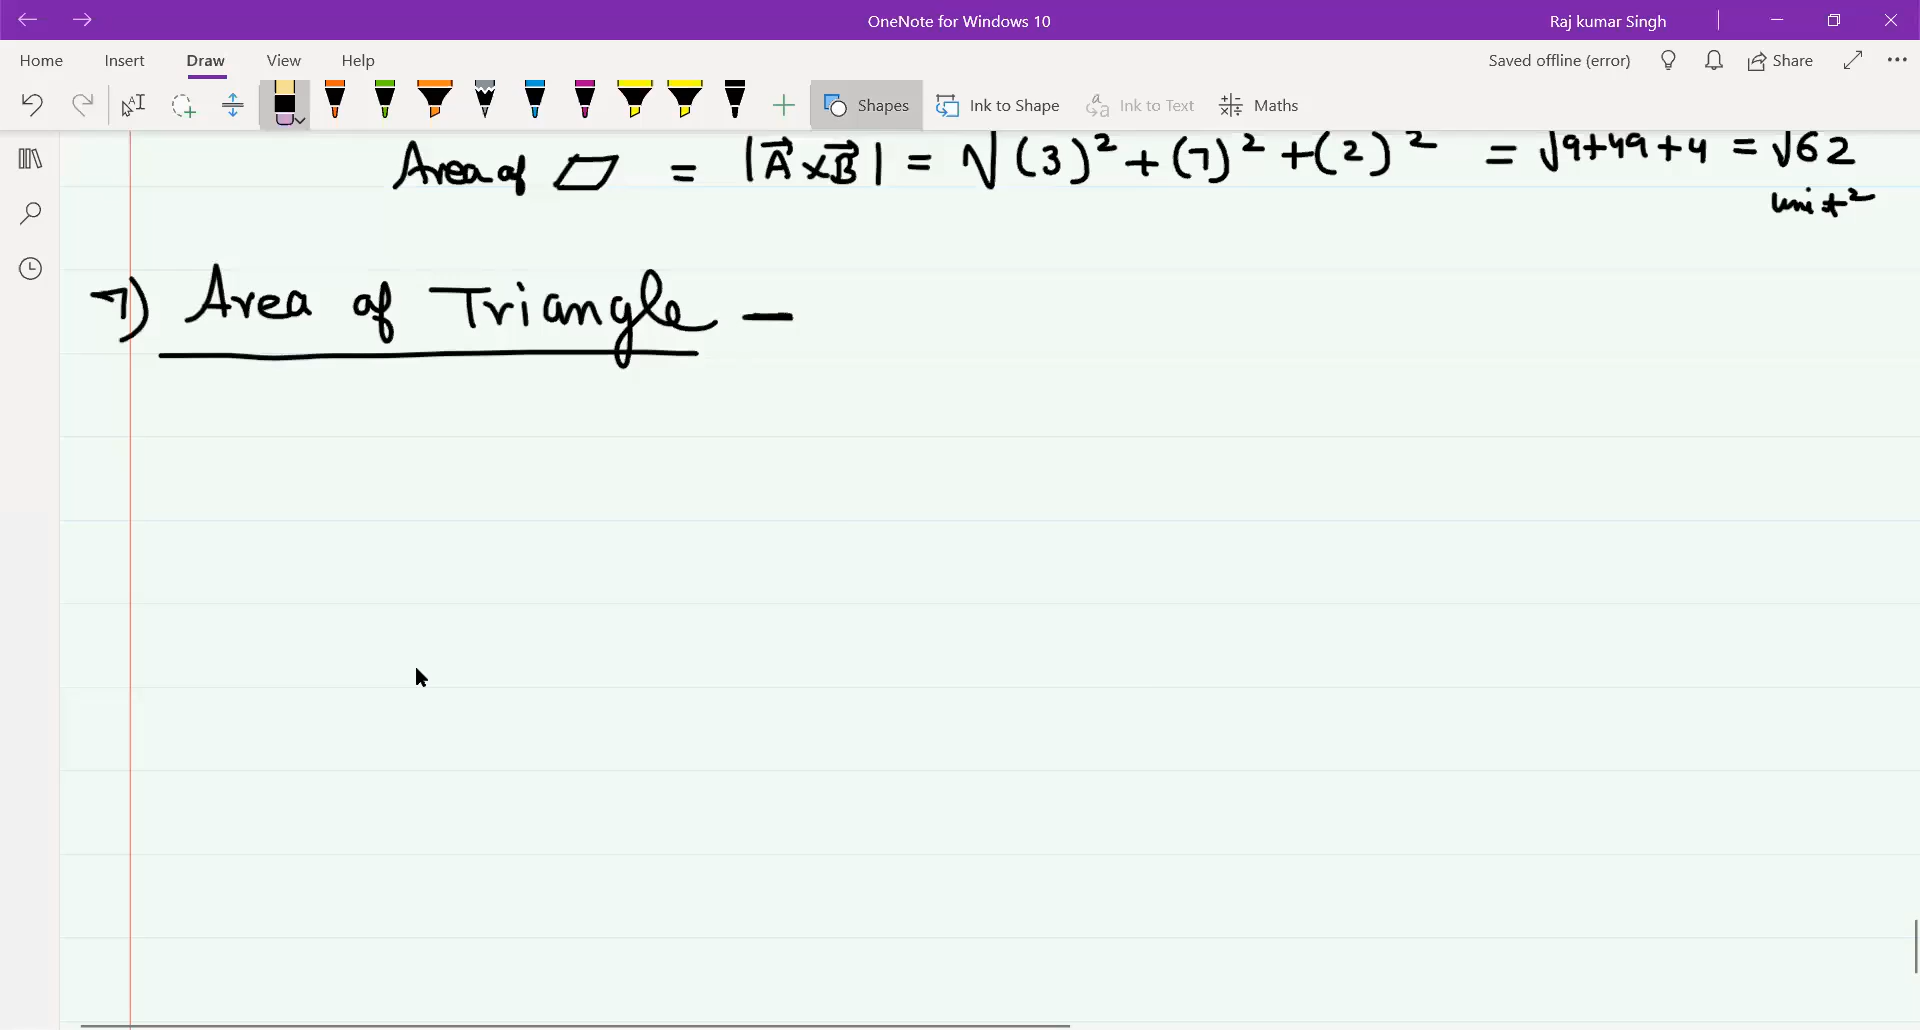 OneNote for Windows 10
Raj kumar Singh
Home Insert Draw View Help
Saved offline (error) Share
Shapes Ink to Shape Ink to Text Maths
Area of ▱ = |A⃗ × B⃗| = √(3)² + (7)² + (2)² = √9+49+4 = √62
unit²
7) Area of Triangle —